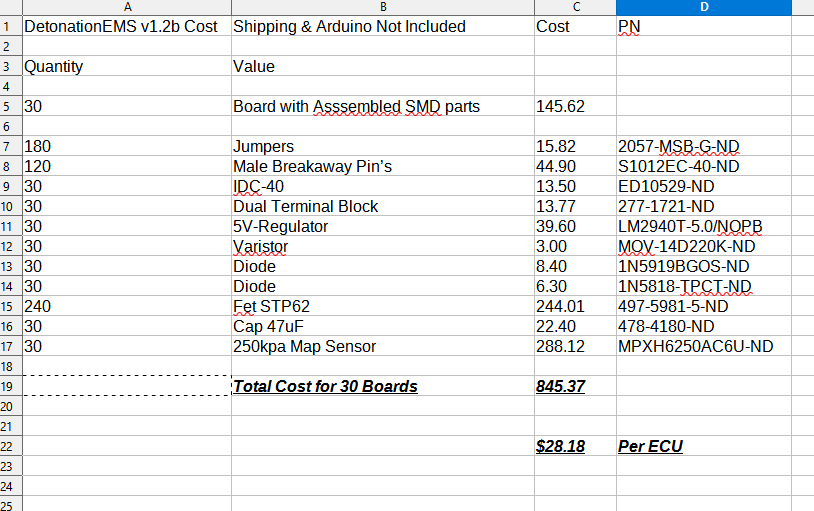 A B C D
1 DetonationEMS v1.2b Cost Shipping & Arduino Not Included Cost PN
2
3 Quantity Value
4
5 30 Board with Asssembled SMD parts 145.62
6
7 180 Jumpers 15.82 2057-MSB-G-ND
8 120 Male Breakaway Pin’s 44.90 S1012EC-40-ND
9 30 IDC-40 13.50 ED10529-ND
10 30 Dual Terminal Block 13.77 277-1721-ND
11 30 5V-Regulator 39.60 LM2940T-5.0/NOPB
12 30 Varistor 3.00 MOV-14D220K-ND
13 30 Diode 8.40 1N5919BGOS-ND
14 30 Diode 6.30 1N5818-TPCT-ND
15 240 Fet STP62 244.01 497-5981-5-ND
16 30 Cap 47uF 22.40 478-4180-ND
17 30 250kpa Map Sensor 288.12 MPXH6250AC6U-ND
18
19 Total Cost for 30 Boards 845.37
20
21
22 $28.18 Per ECU
23
24
25